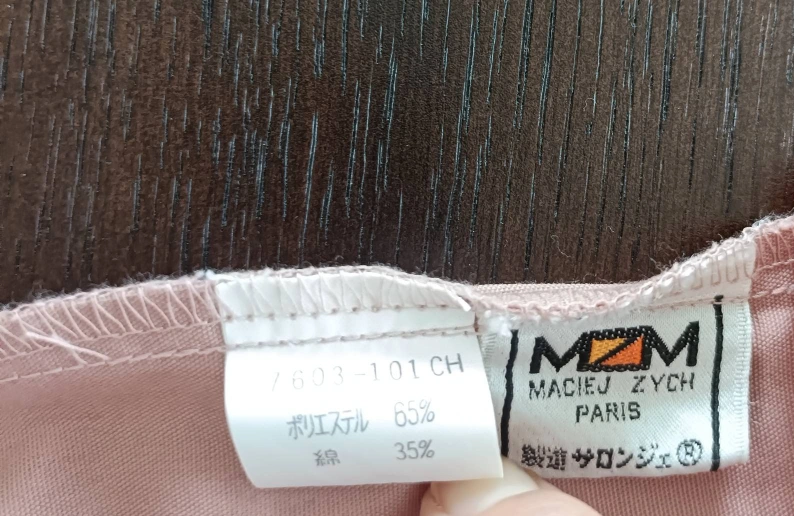 7603-101 CH
ポリエステル 65%
綿 35%
MZM
MACIEJ ZYCH
PARIS
製造 サロンジェ®